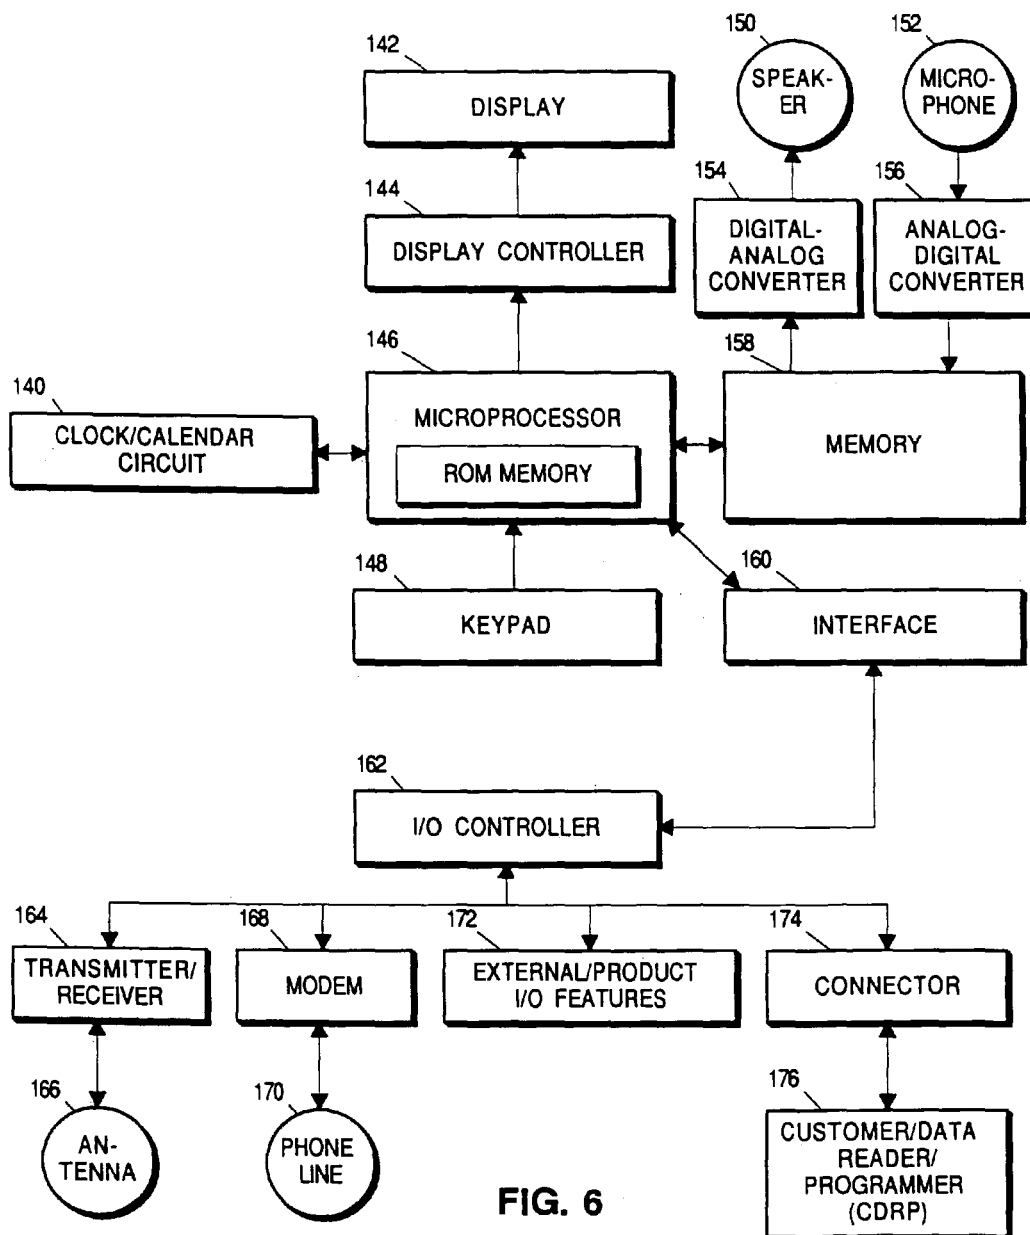 150
152
142
SPEAK-
ER
MICRO-
PHONE
DISPLAY
154
156
144
DIGITAL-
ANALOG
CONVERTER
ANALOG-
DIGITAL
CONVERTER
DISPLAY CONTROLLER
146
158
140
MICROPROCESSOR
MEMORY
CLOCK/CALENDAR
CIRCUIT
ROM MEMORY
148
160
KEYPAD
INTERFACE
162
I/O CONTROLLER
164
168
172
174
TRANSMITTER/
RECEIVER
MODEM
EXTERNAL/PRODUCT
I/O FEATURES
CONNECTOR
166
170
176
AN-
TENNA
PHONE
LINE
CUSTOMER/DATA
READER/
PROGRAMMER
(CDRP)
FIG. 6